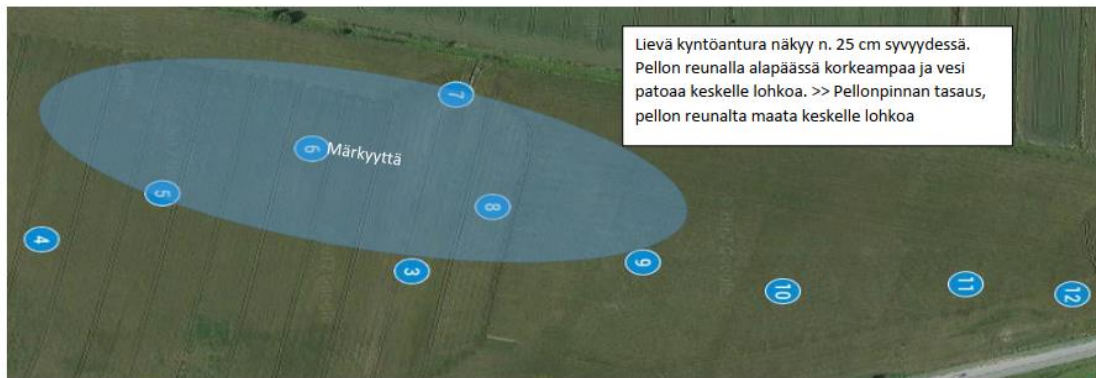 Lievä kyntöantura näkyy n. 25 cm syvyydessä.
Pellon reunalla alapäässä korkeampaa ja vesi
patoaa keskelle lohkoa. >> Pellonpinnan tasaus,
pellon reunalta maata keskelle lohkoa
7
6 Märkyyttä
5
8
4
3
9
10
11
12